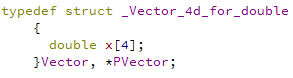 typedef struct _Vector_4d_for_double
{
double x[4];
}Vector, *PVector;